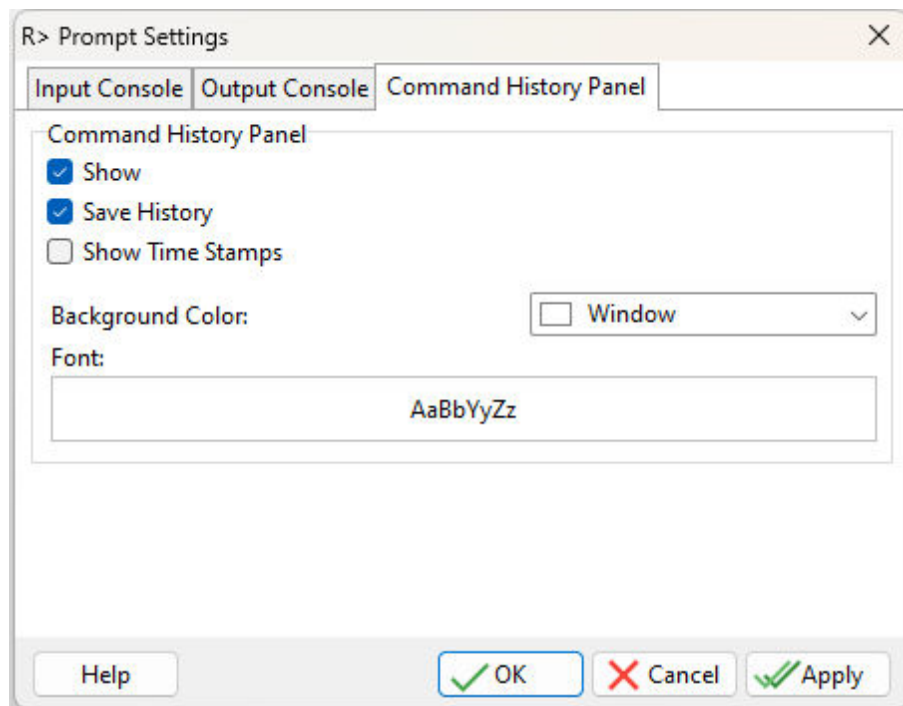 R> Prompt Settings
Input Console Output Console Command History Panel
Command History Panel
Show
Save History
Show Time Stamps
Background Color: Window
Font:
AaBbYyZz
Help OK Cancel Apply